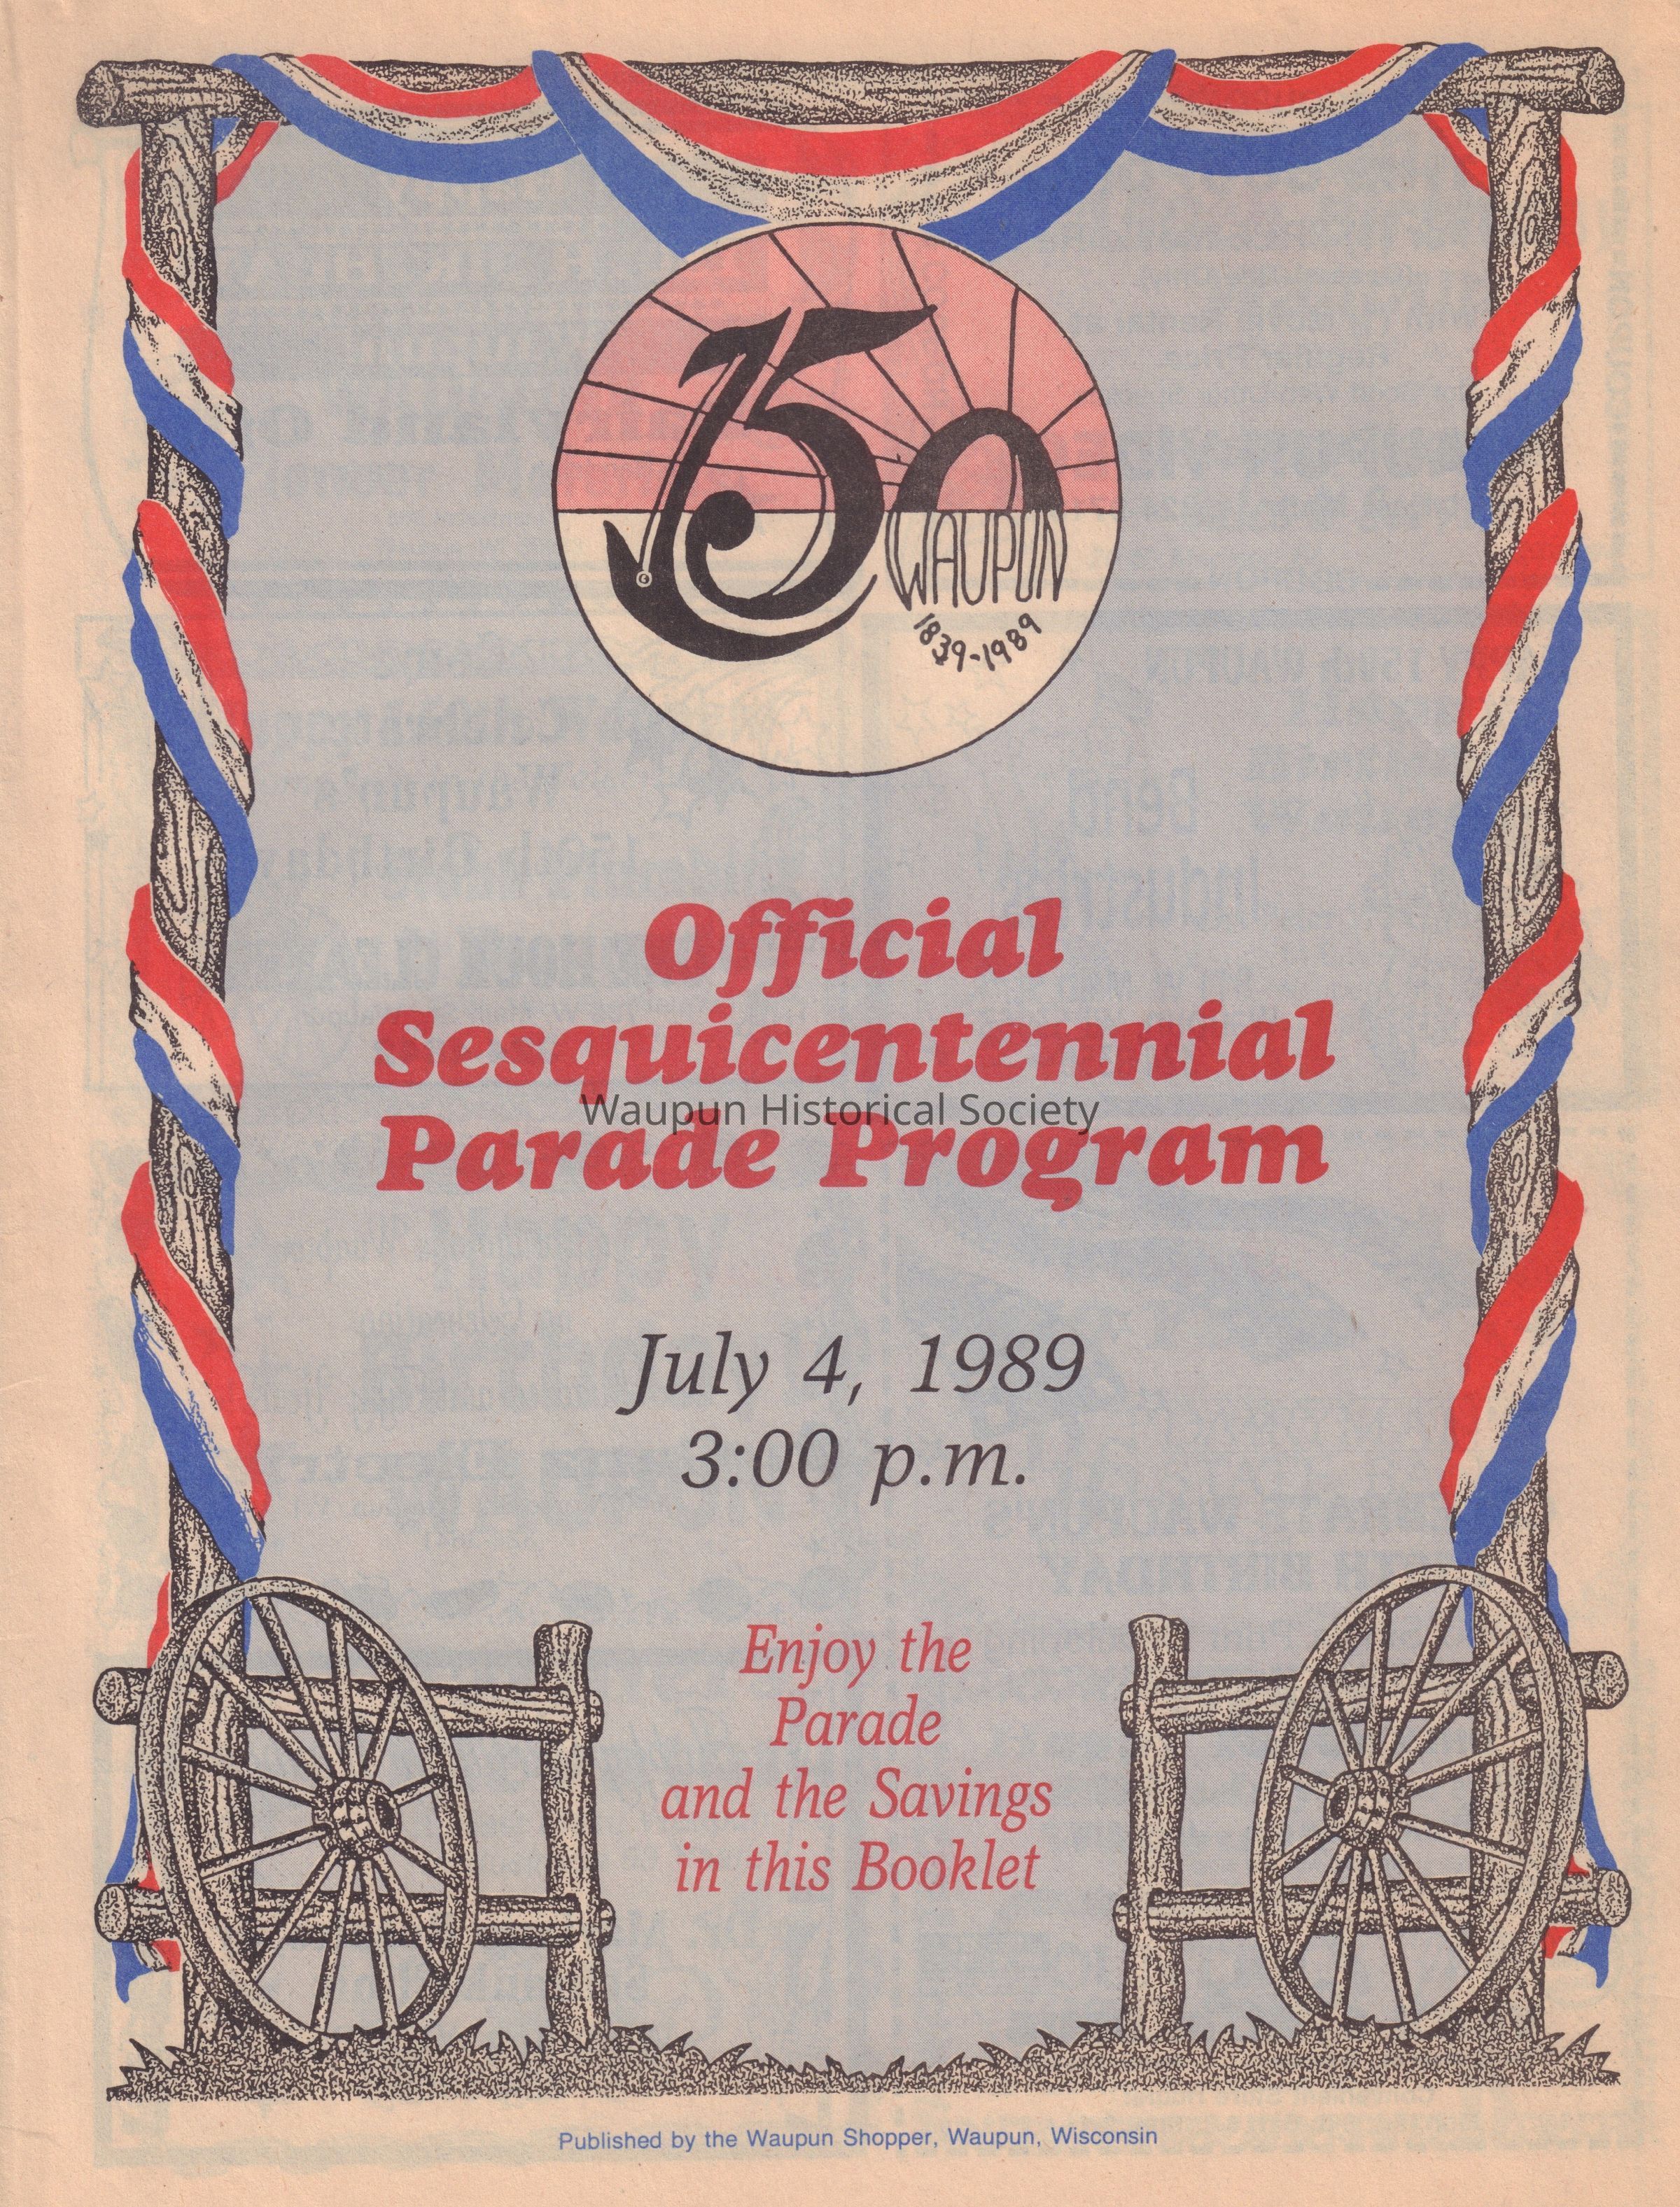 150
WAUPUN
1839-1989
Official
Sesquicentennial
Waupun Historical Society
Parade Program
July 4, 1989
3:00 p.m.
Enjoy the
Parade
and the Savings
in this Booklet
Published by the Waupun Shopper, Waupun, Wisconsin